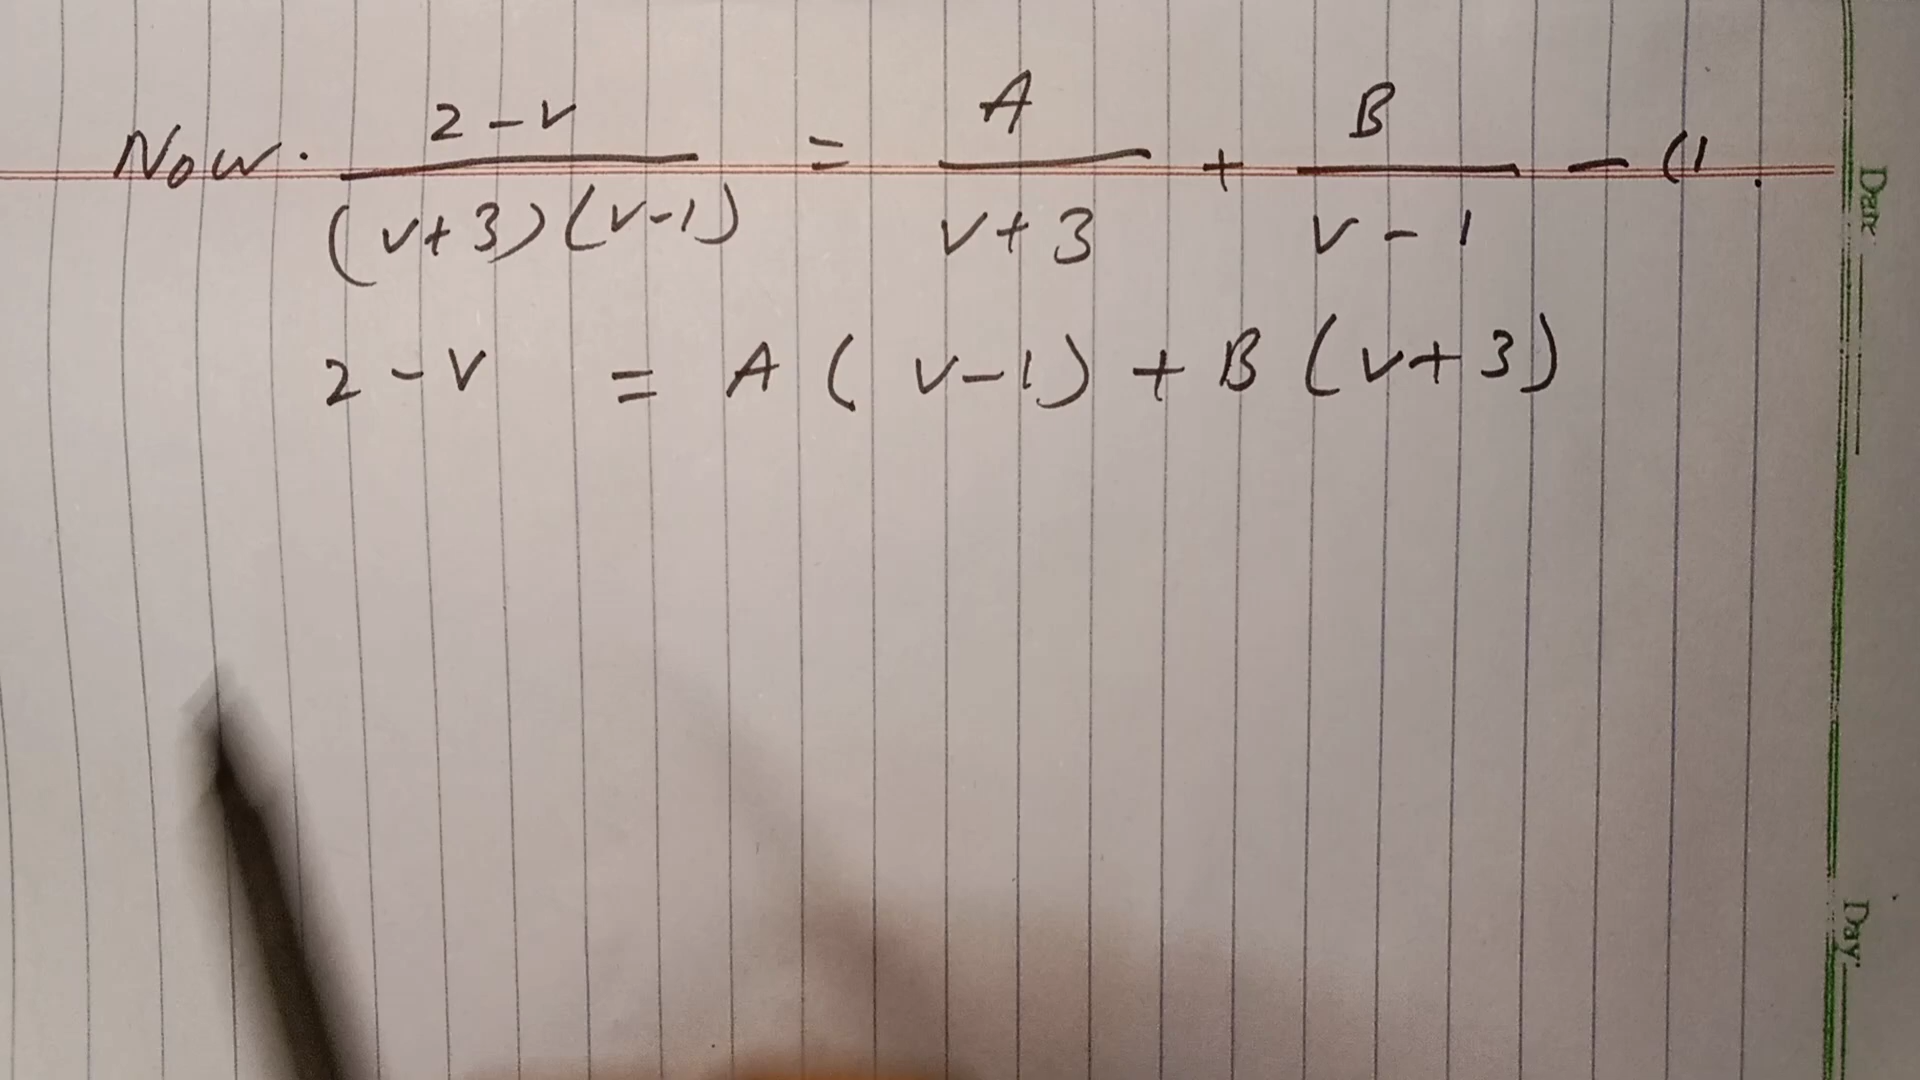 Now. 2-v / (v+3)(v-1) = A / v+3 + B / v-1 - (1.
2-v = A(v-1) + B(v+3)
Date
Day: